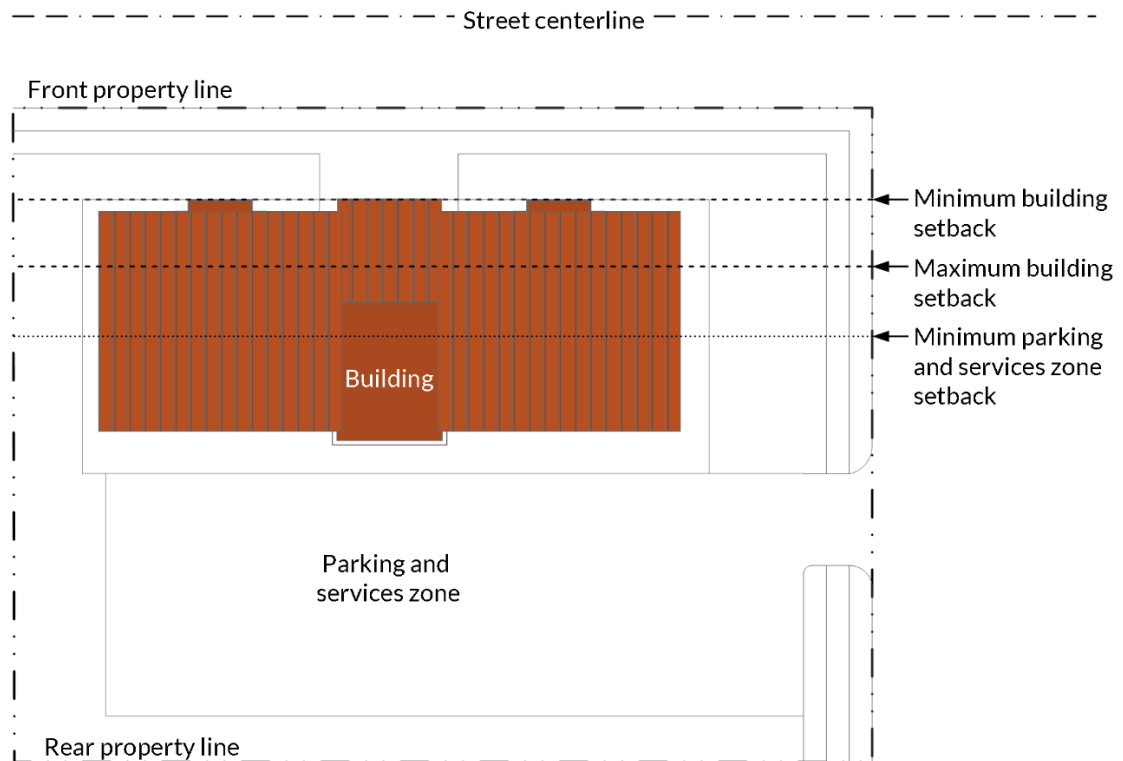 Street centerline
Front property line
Minimum building
setback
Maximum building
setback
Minimum parking
and services zone
setback
Building
Parking and
services zone
Rear property line